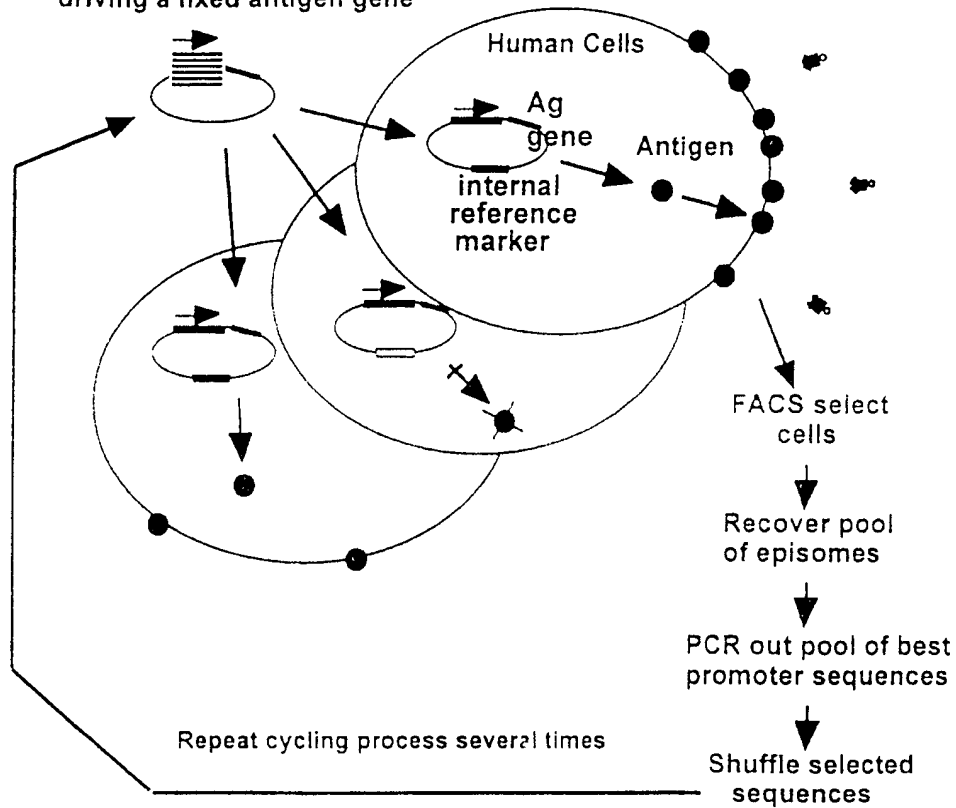 driving a fixed antigen gene
Human Cells
Ag
gene
Antigen
internal
reference
marker
FACS select
cells
Recover pool
of episomes
PCR out pool of best
promoter sequences
Shuffle selected
sequences
Repeat cycling process several times